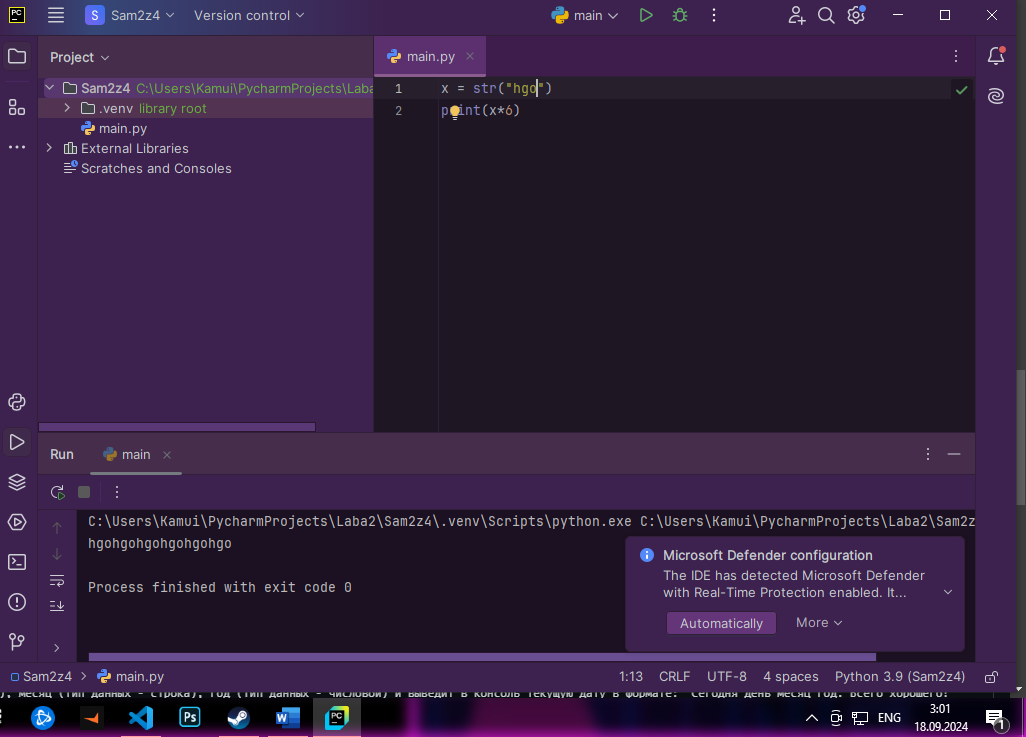 PC
S Sam2z4 Version control main
Project
main.py
Sam2z4 C:\Users\Kamui\PycharmProjects\Laba
.venv library root
main.py
External Libraries
Scratches and Consoles
1 x = str("hgo")
2 print(x*6)
Run main
C:\Users\Kamui\PycharmProjects\Laba2\Sam2z4\.venv\Scripts\python.exe C:\Users\Kamui\PycharmProjects\Laba2\Sam2z
hgohgohgohgohgohgo
Process finished with exit code 0
Microsoft Defender configuration
The IDE has detected Microsoft Defender
with Real-Time Protection enabled. It...
Automatically More
Sam2z4 > main.py 1:13 CRLF UTF-8 4 spaces Python 3.9 (Sam2z4)
), месяц (тип данных - строка), год (тип данных - числовой) и выведит в консоль текущую дату в формате: "Сегодня день месяц год. Всего хорошего!"
Ps
W
PC
ENG
3:01
18.09.2024
1